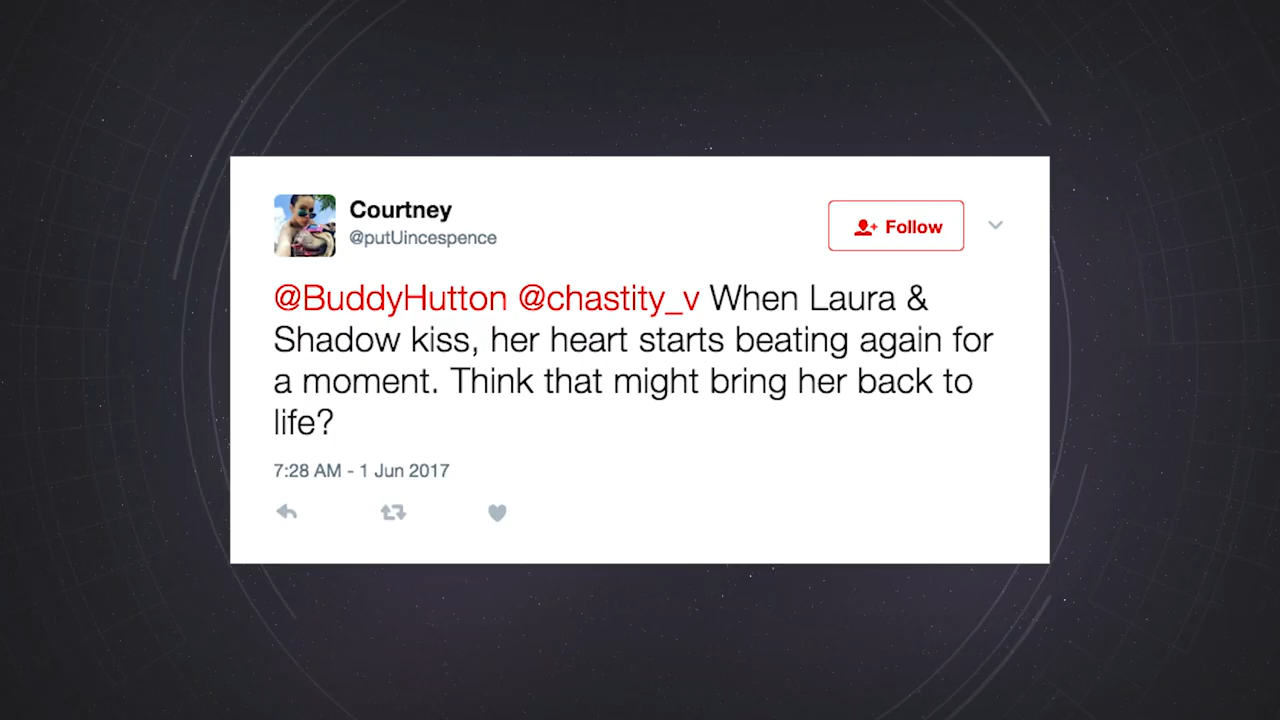 Courtney
@putUincespence
Follow
@BuddyHutton @chastity_v When Laura &
Shadow kiss, her heart starts beating again for
a moment. Think that might bring her back to
life?
7:28 AM - 1 Jun 2017